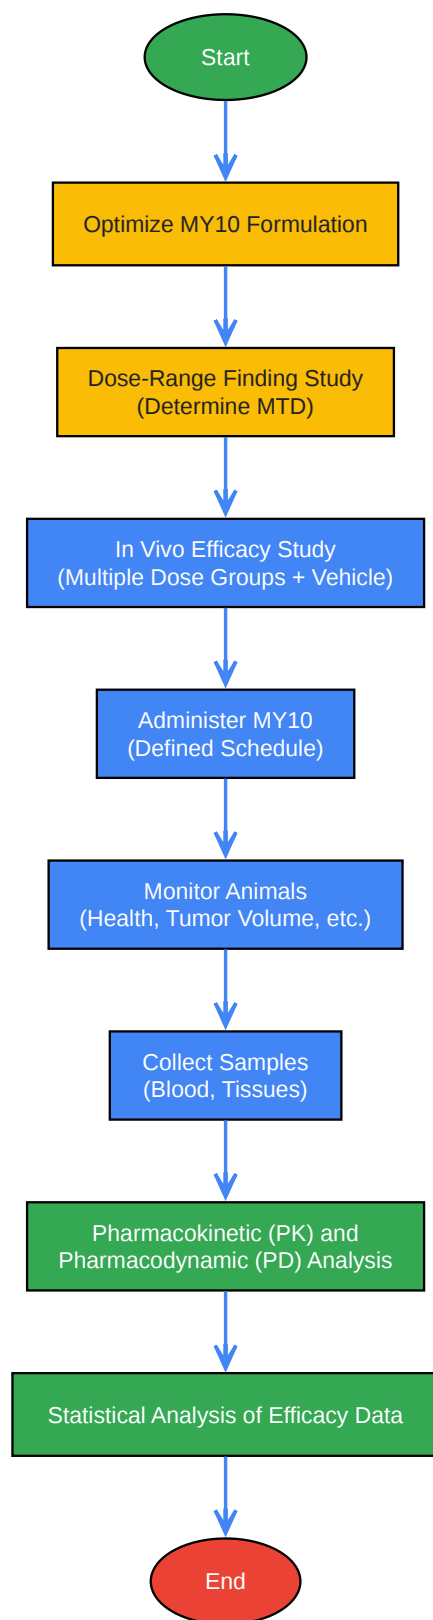 Start
Optimize MY10 Formulation
Dose-Range Finding Study
(Determine MTD)
In Vivo Efficacy Study
(Multiple Dose Groups + Vehicle)
Administer MY10
(Defined Schedule)
Monitor Animals
(Health, Tumor Volume, etc.)
Collect Samples
(Blood, Tissues)
Pharmacokinetic (PK) and
Pharmacodynamic (PD) Analysis
Statistical Analysis of Efficacy Data
End